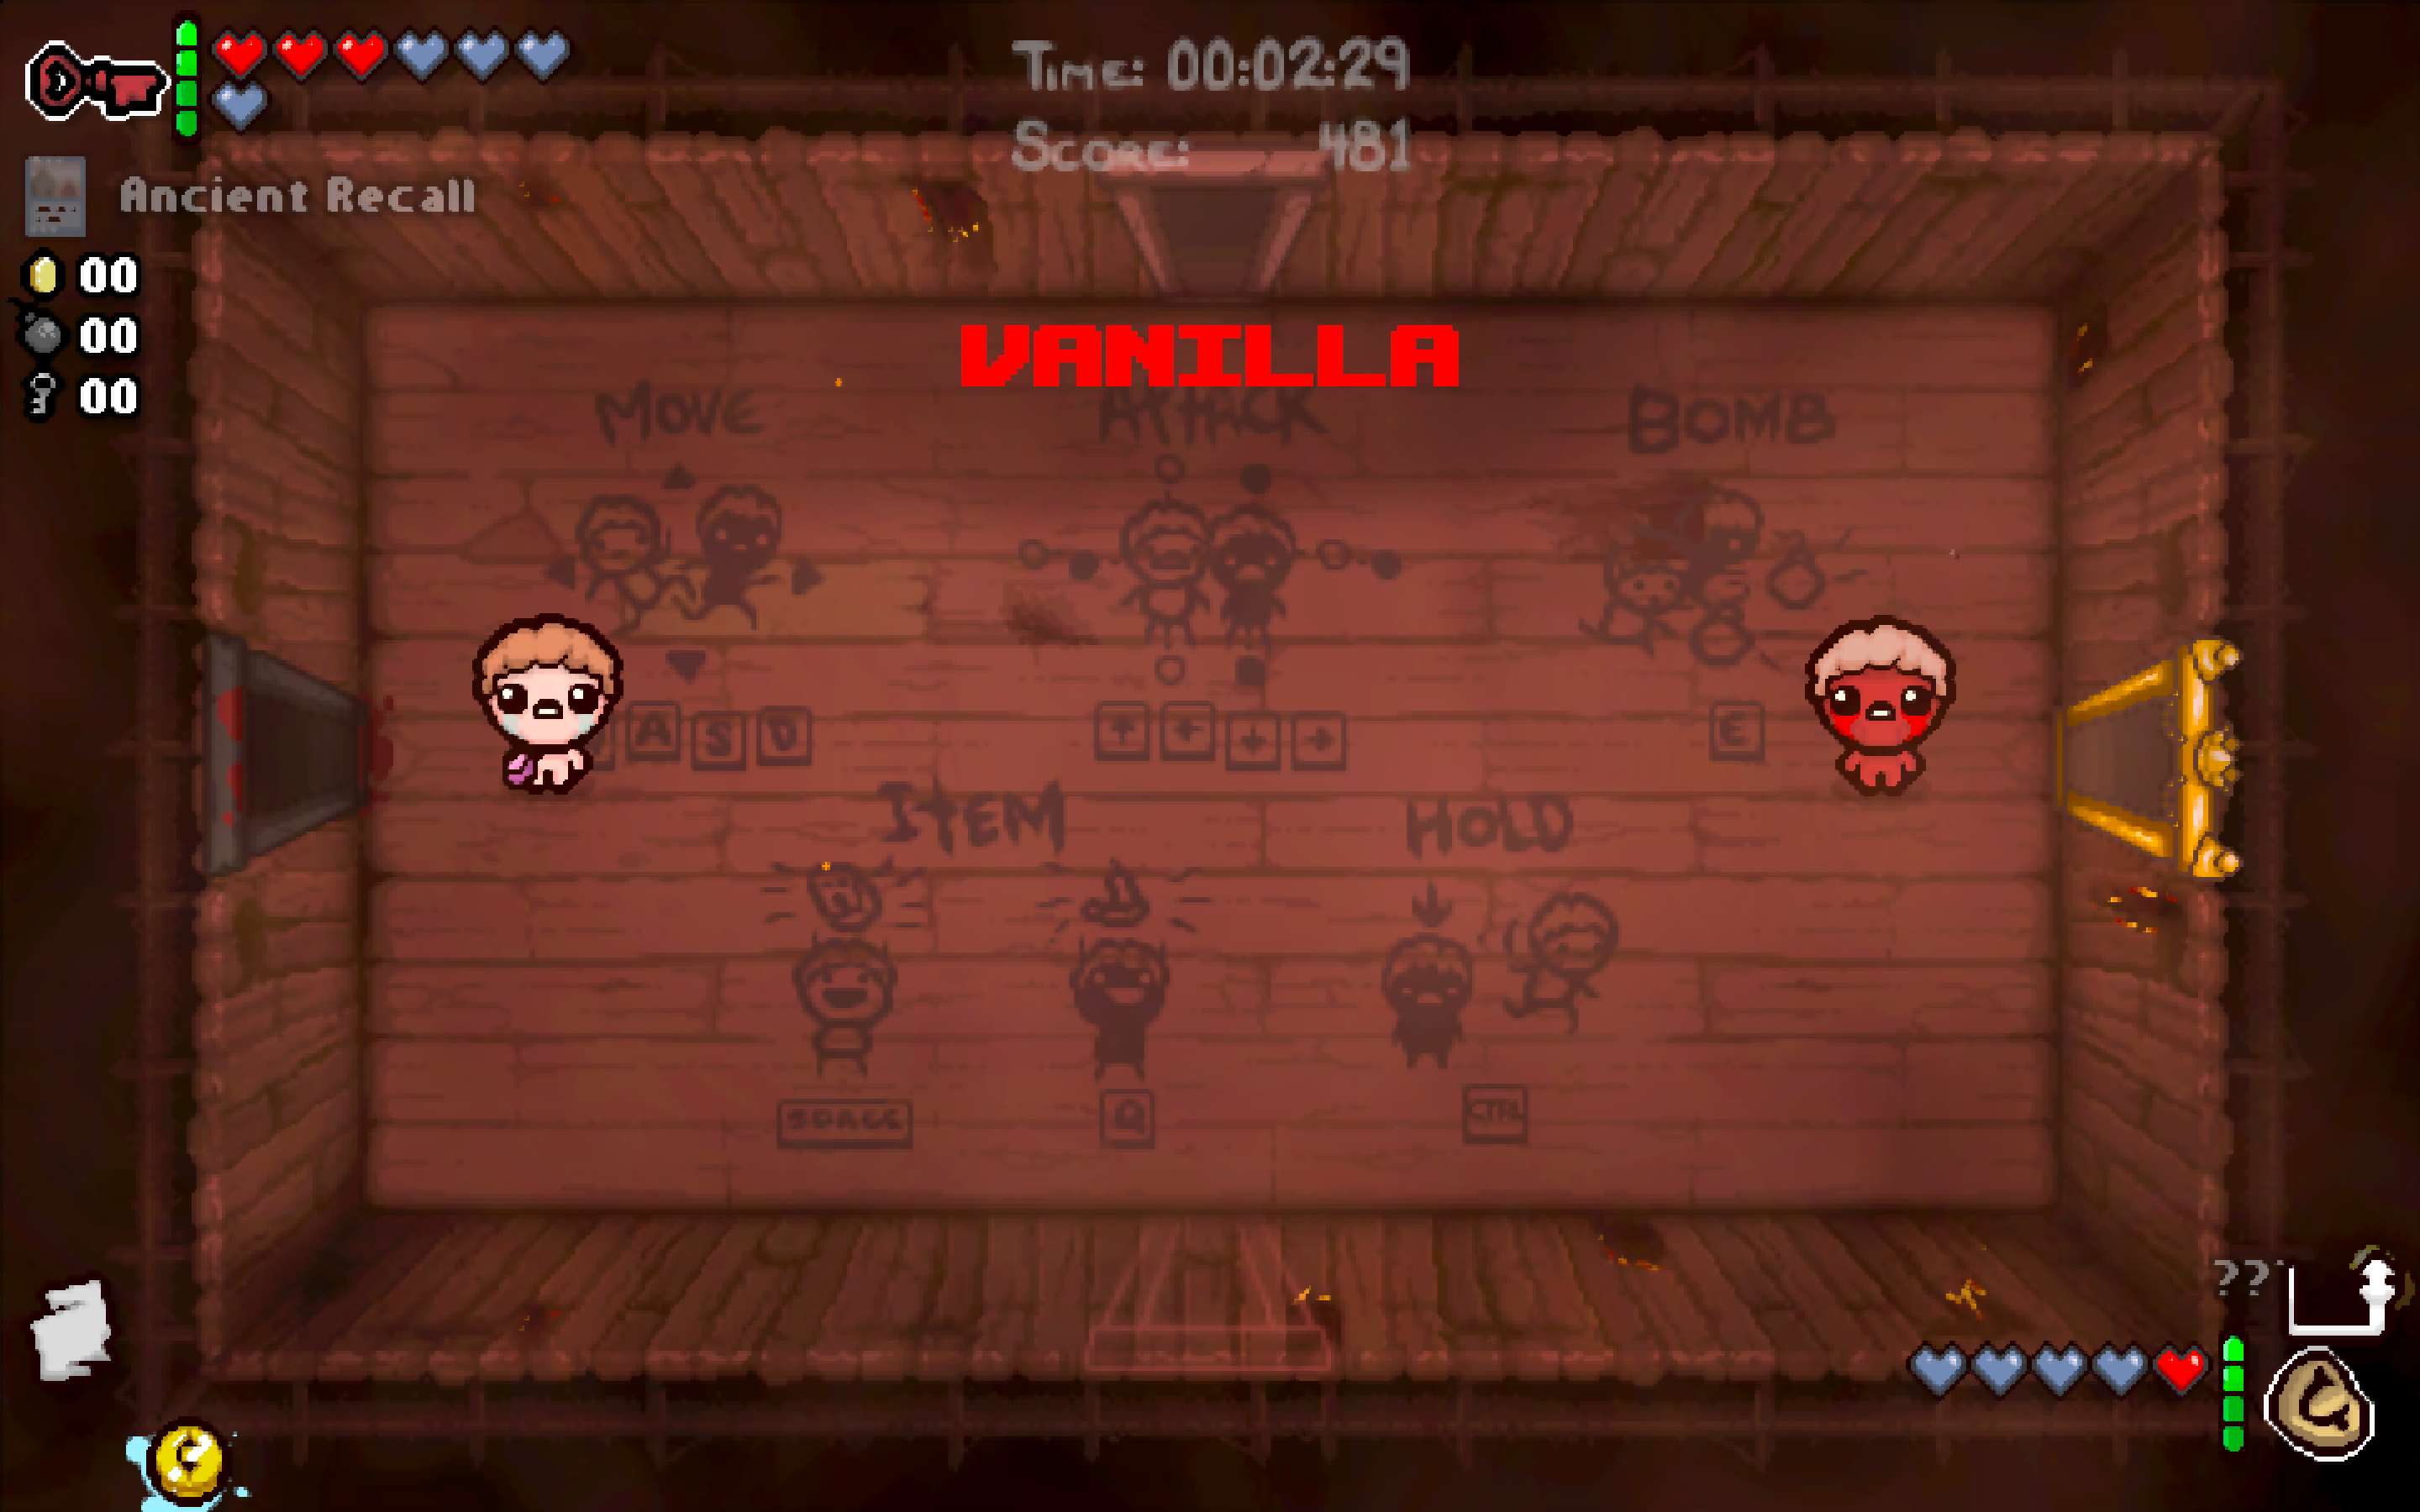 Time: 00:02:29
Score: 481
Ancient Recall
00
00
00
VANILLA
MOVE
ATTACK
BOMB
A S D
E
ITEM
HOLD
SPACE
Q
CTRL
??